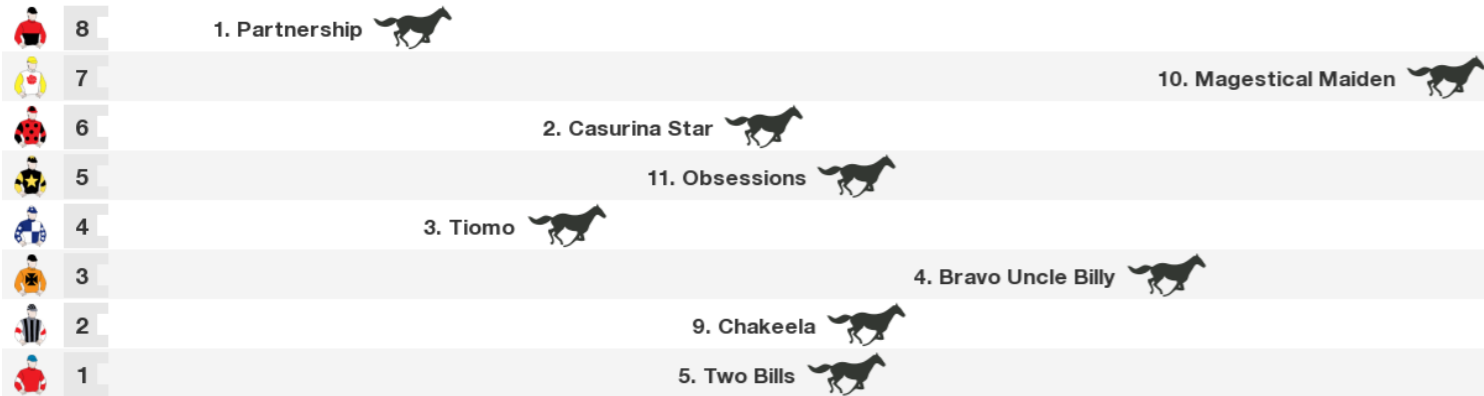 8 1. Partnership
7 10. Magestical Maiden
6 2. Casurina Star
5 11. Obsessions
4 3. Tiomo
3 4. Bravo Uncle Billy
2 9. Chakeela
1 5. Two Bills